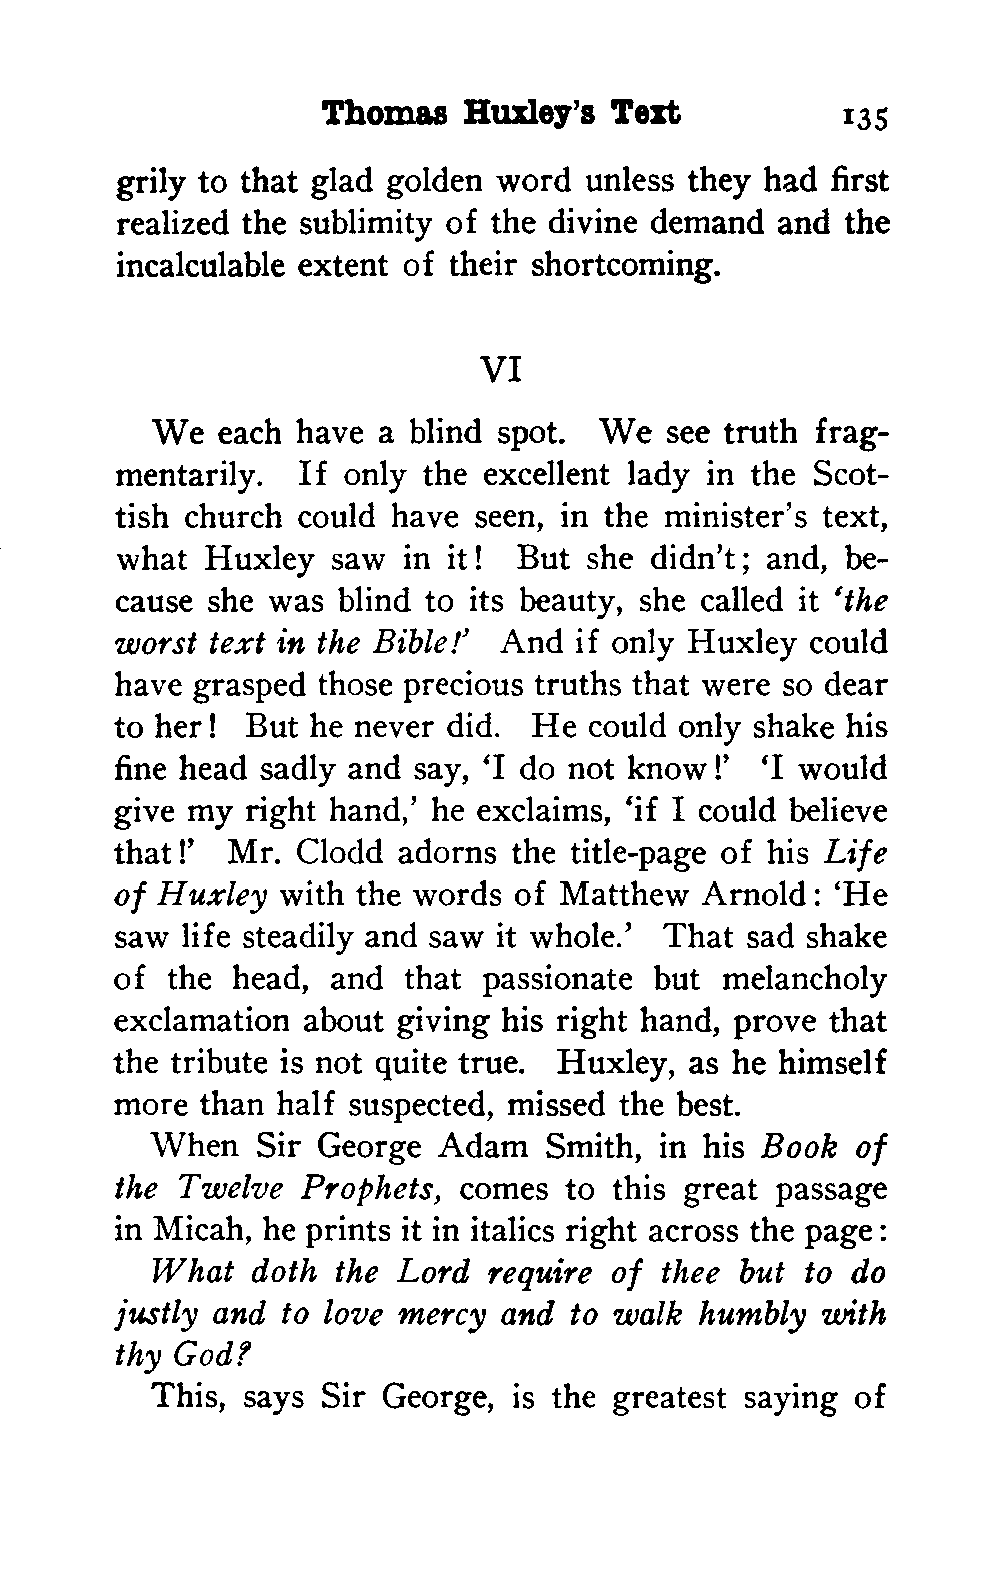 Thomas Huxley's Text 135
grily to that glad golden word unless they had first
realized the sublimity of the divine demand and the
incalculable extent of their shortcoming.
VI
We each have a blind spot. We see truth frag-
mentarily. If only the excellent lady in the Scot-
tish church could have seen, in the minister's text,
what Huxley saw in it! But she didn't; and, be-
cause she was blind to its beauty, she called it 'the
worst text in the Bible!' And if only Huxley could
have grasped those precious truths that were so dear
to her! But he never did. He could only shake his
fine head sadly and say, 'I do not know!' 'I would
give my right hand,' he exclaims, 'if I could believe
that!' Mr. Clodd adorns the title-page of his Life
of Huxley with the words of Matthew Arnold: 'He
saw life steadily and saw it whole.' That sad shake
of the head, and that passionate but melancholy
exclamation about giving his right hand, prove that
the tribute is not quite true. Huxley, as he himself
more than half suspected, missed the best.
When Sir George Adam Smith, in his Book of
the Twelve Prophets, comes to this great passage
in Micah, he prints it in italics right across the page:
What doth the Lord require of thee but to do
justly and to love mercy and to walk humbly with
thy God?
This, says Sir George, is the greatest saying of